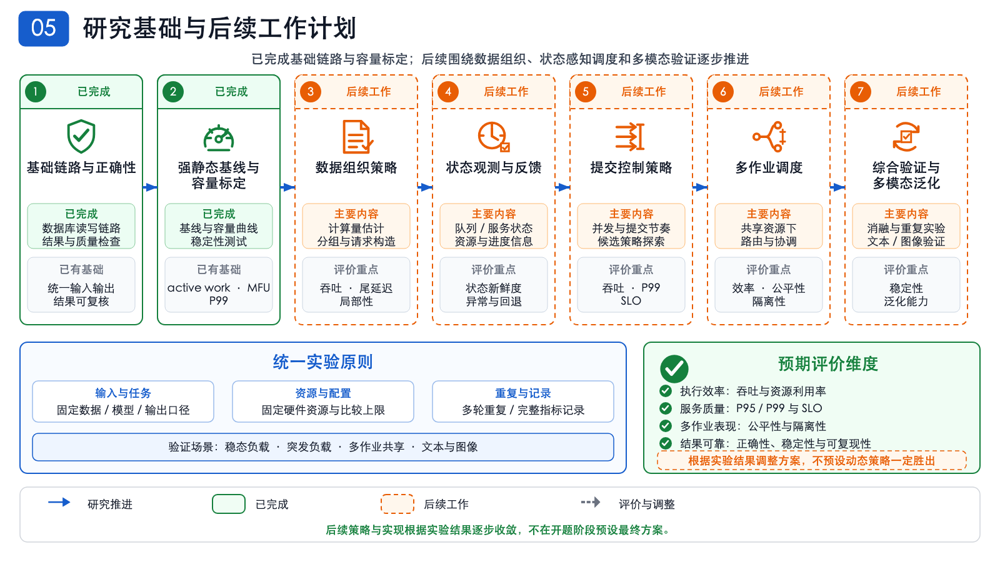 05 研究基础与后续工作计划
已完成基础链路与容量标定；后续围绕数据组织、状态感知调度和多模态验证逐步推进
1 已完成
基础链路与正确性
已完成
数据库读写链路
结果与质量检查
已有基础
统一输入输出
结果可复核
2 已完成
强静态基线与
容量标定
已完成
基线与容量曲线
稳定性测试
已有基础
active work · MFU
P99
3 后续工作
数据组织策略
主要内容
计算量估计
分组与请求构造
评价重点
吞吐 · 尾延迟
局部性
4 后续工作
状态观测与反馈
主要内容
队列 / 服务状态
资源与进度信息
评价重点
状态新鲜度
异常与回退
5 后续工作
提交控制策略
主要内容
并发与提交节奏
候选策略探索
评价重点
吞吐 · P99
SLO
6 后续工作
多作业调度
主要内容
共享资源下
路由与协调
评价重点
效率 · 公平性
隔离性
7 后续工作
综合验证与
多模态泛化
主要内容
消融与重复实验
文本 / 图像验证
评价重点
稳定性
泛化能力
统一实验原则
输入与任务
固定数据 / 模型 / 输出口径
资源与配置
固定硬件资源与比较上限
重复与记录
多轮重复 / 完整指标记录
验证场景：稳态负载 · 突发负载 · 多作业共享 · 文本与图像
预期评价维度
执行效率：吞吐与资源利用率
服务质量：P95 / P99 与 SLO
多作业表现：公平性与隔离性
结果可靠：正确性、稳定性与可复现性
根据实验结果调整方案，不预设动态策略一定胜出
研究推进
已完成
后续工作
评价与调整
后续策略与实现根据实验结果逐步收敛，不在开题阶段预设最终方案。